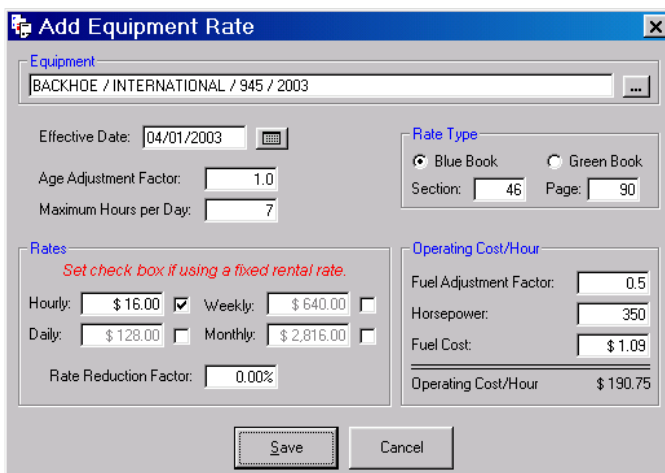 Add Equipment Rate
Equipment
BACKHOE / INTERNATIONAL / 945 / 2003 ...
Effective Date: 04/01/2003
Age Adjustment Factor: 1.0
Maximum Hours per Day: 7
Rate Type
Blue Book Green Book
Section: 46 Page: 90
Rates
Set check box if using a fixed rental rate.
Hourly: $ 16.00 Weekly: $ 640.00
Daily: $ 128.00 Monthly: $ 2,816.00
Rate Reduction Factor: 0.00%
Operating Cost/Hour
Fuel Adjustment Factor: 0.5
Horsepower: 350
Fuel Cost: $ 1.09
Operating Cost/Hour $ 190.75
Save Cancel